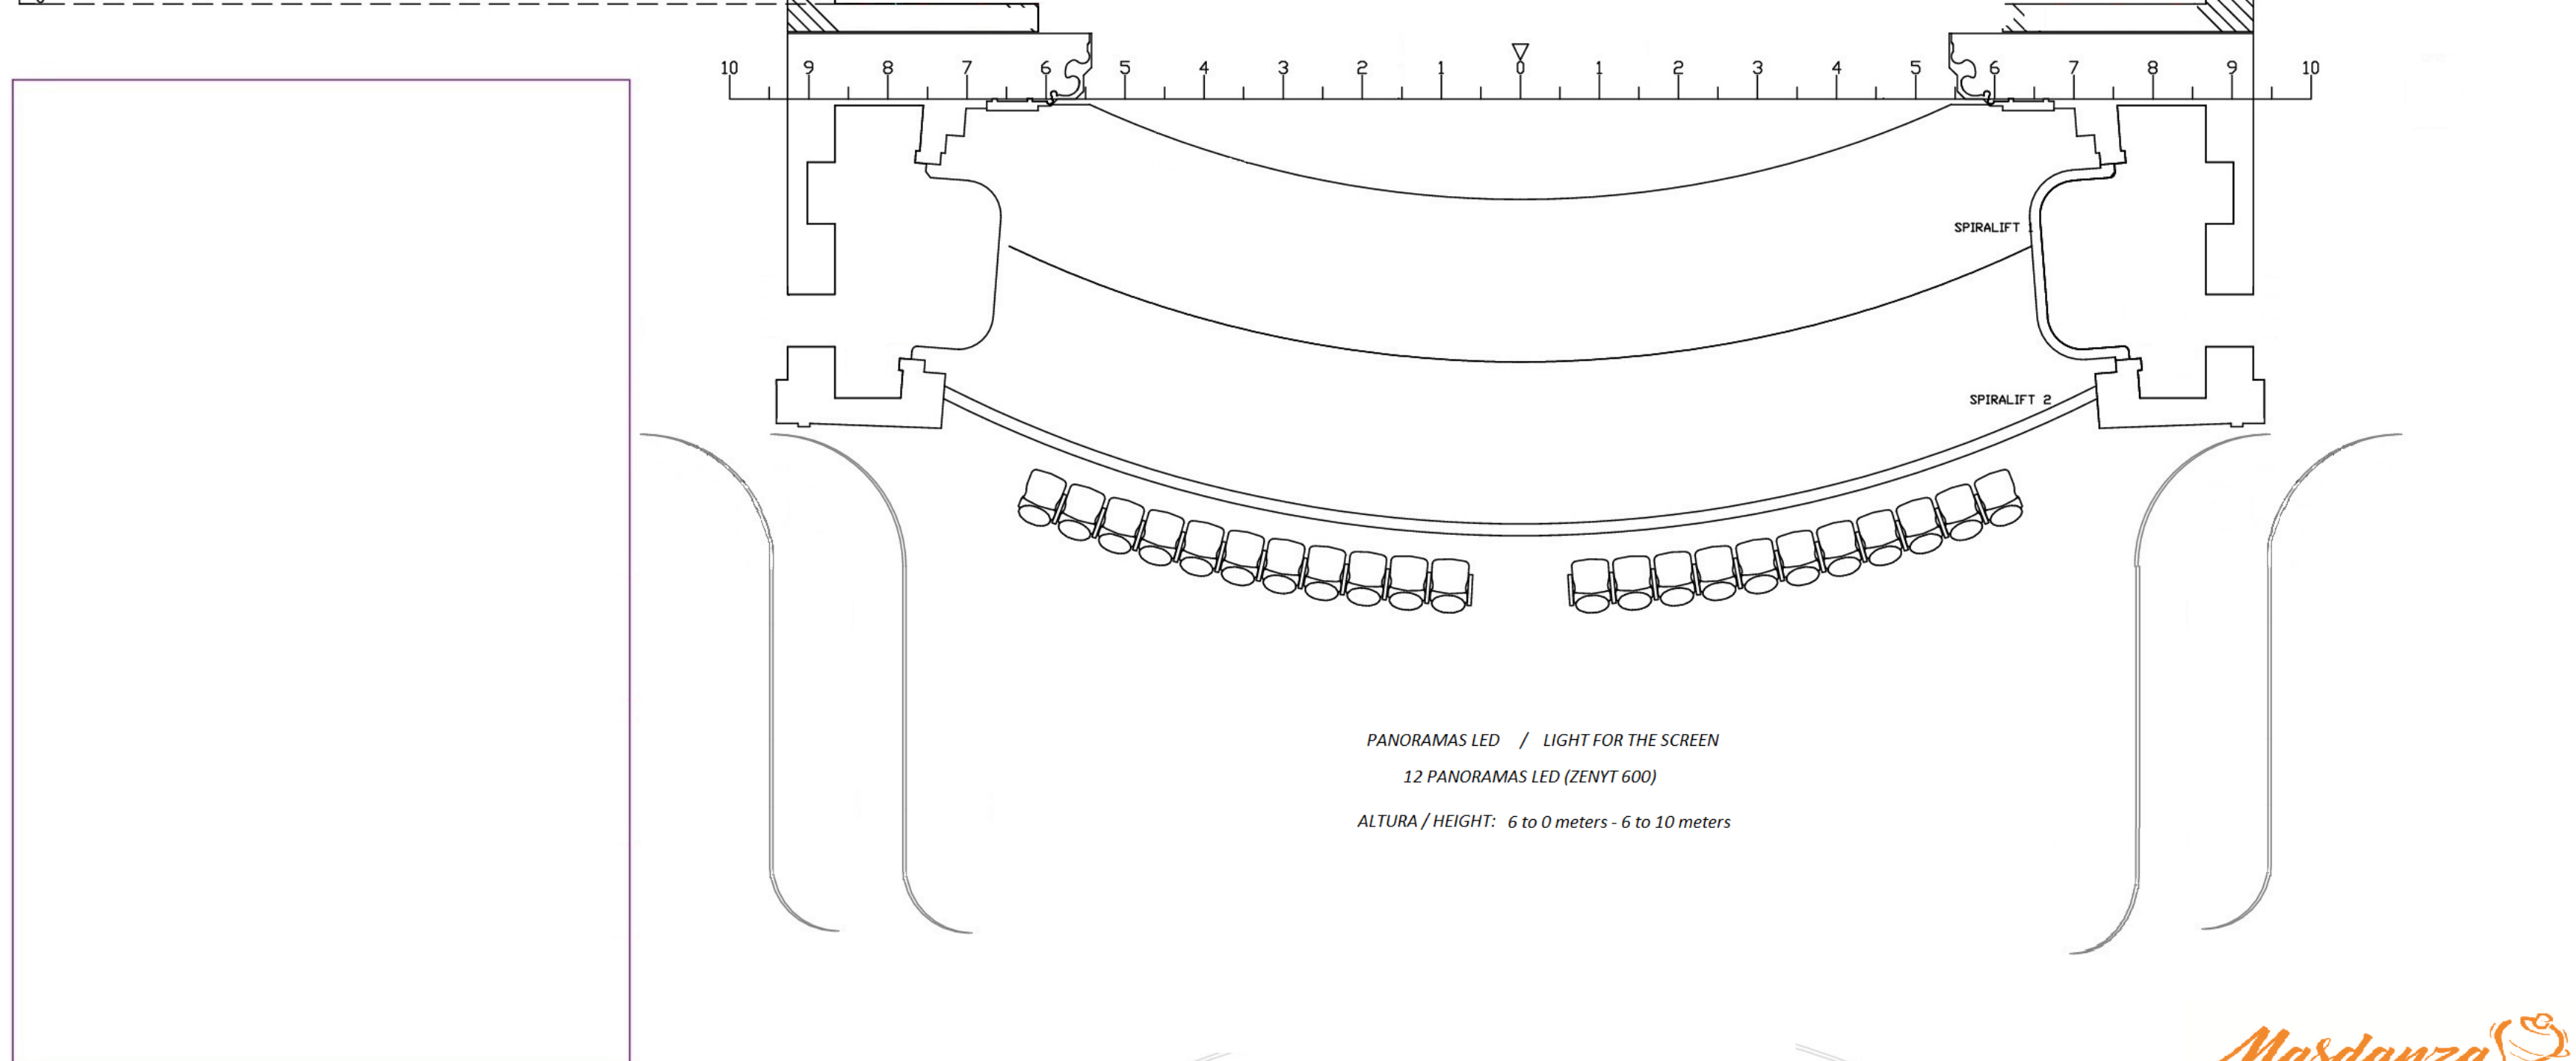 10 9 8 7 6 5 4 3 2 1 0 1 2 3 4 5 6 7 8 9 10
SPIRALIFT 1
SPIRALIFT 2
PANORAMAS LED / LIGHT FOR THE SCREEN
12 PANORAMAS LED (ZENYT 600)
ALTURA / HEIGHT: 6 to 0 meters - 6 to 10 meters
Masdanza